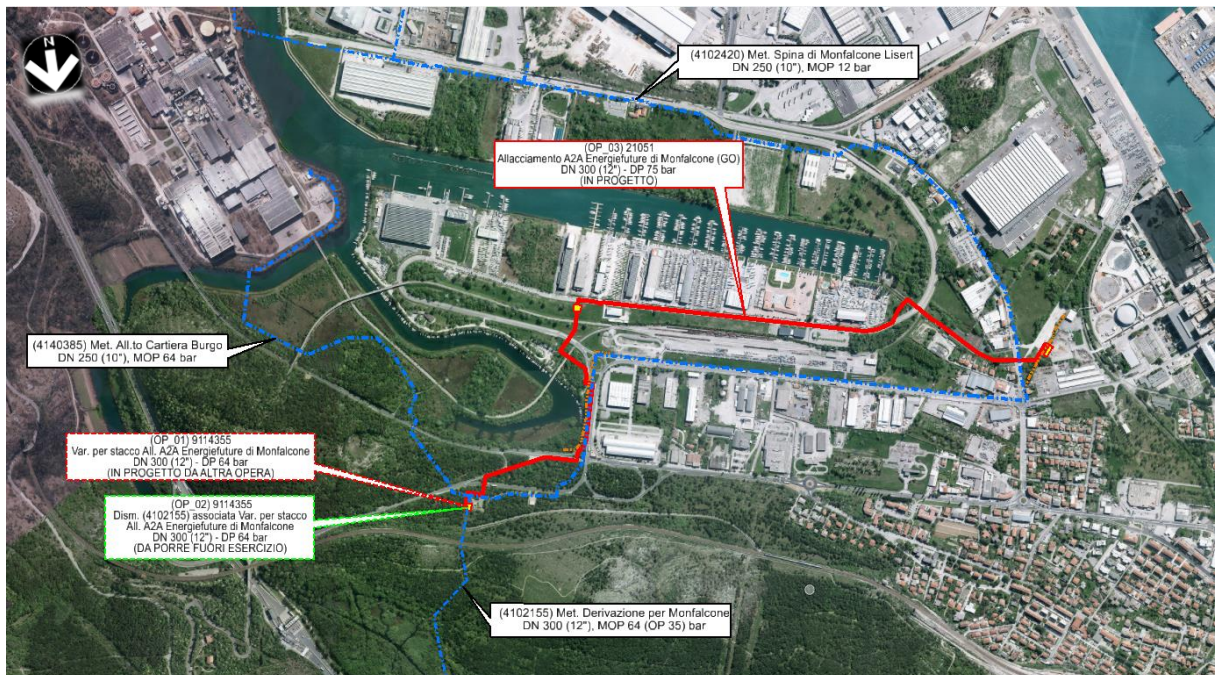 N
(4102420) Met. Spina di Monfalcone Lisert
DN 250 (10"), MOP 12 bar
(OP_03) 21051
Allacciamento A2A Energiefuture di Monfalcone (GO)
DN 300 (12") - DP 75 bar
(IN PROGETTO)
(4140385) Met. All.to Cartiera Burgo
DN 250 (10"), MOP 64 bar
(OP_01) 9114355
Var. per stacco All. A2A Energiefuture di Monfalcone
DN 300 (12") - DP 64 bar
(IN PROGETTO DA ALTRA OPERA)
(OP_02) 9114355
Dism. (4102155) associata Var. per stacco
All. A2A Energiefuture di Monfalcone
DN 300 (12") - DP 64 bar
(DA PORRE FUORI ESERCIZIO)
(4102155) Met. Derivazione per Monfalcone
DN 300 (12"), MOP 64 (OP 35) bar